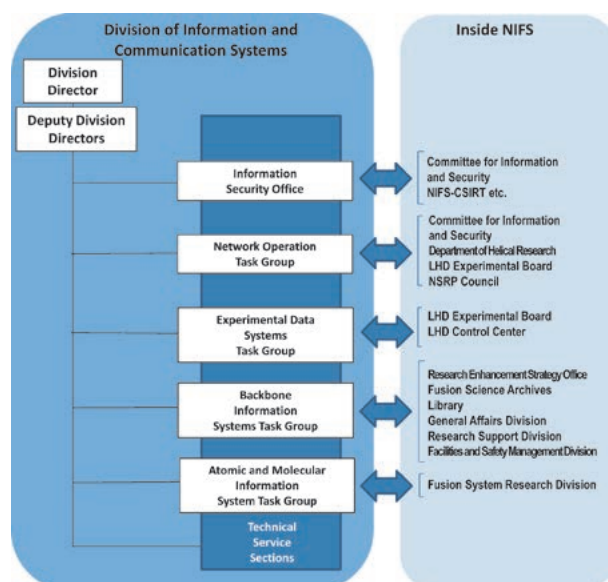 Division of Information and
Communication Systems
Division
Director
Deputy Division
Directors
Information
Security Office
Network Operation
Task Group
Experimental Data
Systems
Task Group
Backbone
Information
Systems Task Group
Atomic and Molecular
Information
System Task Group
Technical
Service
Sections
Inside NIFS
Committee for Information
and Security
NIFS-CSIRT etc.
Committee for Information
and Security
Department of Helical Research
LHD Experimental Board
NSRP Council
LHD Experimental Board
LHD Control Center
Research Enhancement Strategy Office
Fusion Science Archives
Library
General Affairs Division
Research Support Division
Facilities and Safety Management Division
Fusion System Research Division